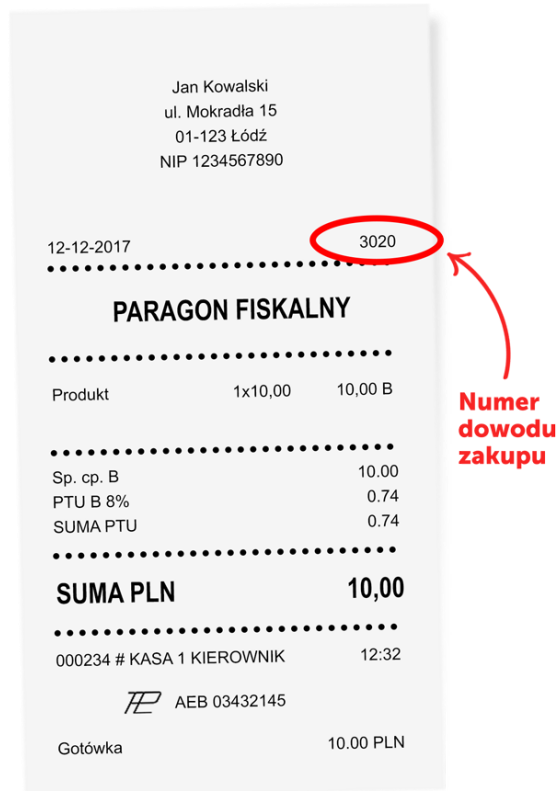 Jan Kowalski
ul. Mokradła 15
01-123 Łódź
NIP 1234567890
12-12-2017 3020
PARAGON FISKALNY
Produkt 1x10,00 10,00 B
Sp. cp. B 10.00
PTU B 8% 0.74
SUMA PTU 0.74
SUMA PLN 10,00
000234 # KASA 1 KIEROWNIK 12:32
AEB 03432145
Gotówka 10.00 PLN
Numer
dowodu
zakupu